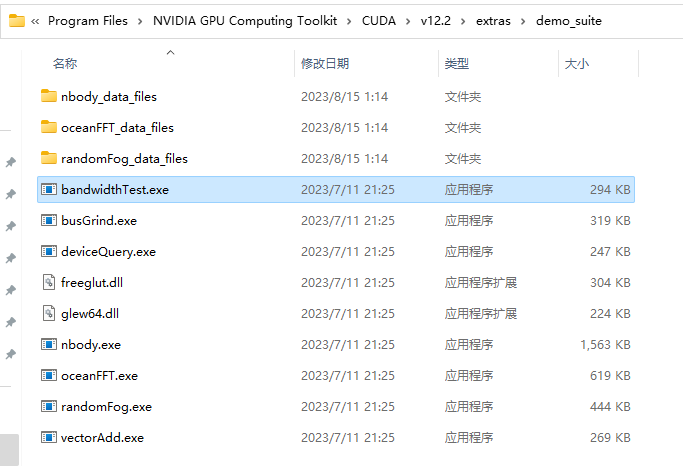 « Program Files > NVIDIA GPU Computing Toolkit > CUDA > v12.2 > extras > demo_suite
名称 修改日期 类型 大小
nbody_data_files 2023/8/15 1:14 文件夹
oceanFFT_data_files 2023/8/15 1:14 文件夹
randomFog_data_files 2023/8/15 1:14 文件夹
bandwidthTest.exe 2023/7/11 21:25 应用程序 294 KB
busGrind.exe 2023/7/11 21:25 应用程序 319 KB
deviceQuery.exe 2023/7/11 21:25 应用程序 247 KB
freeglut.dll 2023/7/11 21:25 应用程序扩展 304 KB
glew64.dll 2023/7/11 21:25 应用程序扩展 224 KB
nbody.exe 2023/7/11 21:25 应用程序 1,563 KB
oceanFFT.exe 2023/7/11 21:25 应用程序 619 KB
randomFog.exe 2023/7/11 21:25 应用程序 444 KB
vectorAdd.exe 2023/7/11 21:25 应用程序 269 KB